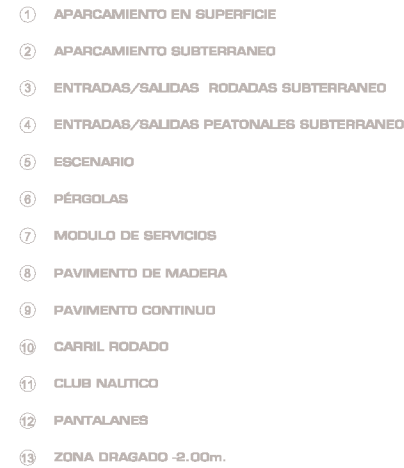 1 APARCAMIENTO EN SUPERFICIE
2 APARCAMIENTO SUBTERRANEO
3 ENTRADAS/SALIDAS RODADAS SUBTERRANEO
4 ENTRADAS/SALIDAS PEATONALES SUBTERRANEO
5 ESCENARIO
6 PÉRGOLAS
7 MODULO DE SERVICIOS
8 PAVIMENTO DE MADERA
9 PAVIMENTO CONTINUO
10 CARRIL RODADO
11 CLUB NAUTICO
12 PANTALANES
13 ZONA DRAGADO -2.00m.